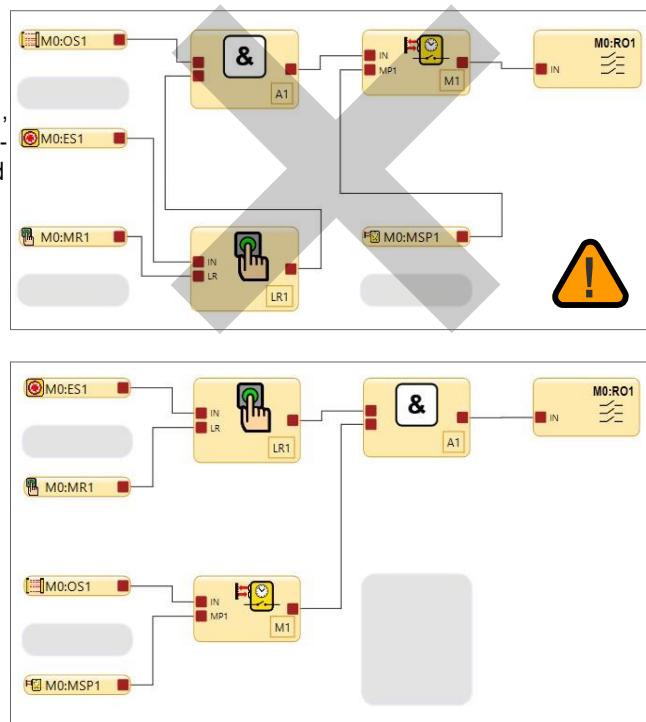 M0:OS1
&
A1
IN
MP1
M1
M0:RO1
IN
,
M0:ES1
-
d
M0:MR1
IN
LR
LR1
M0:MSP1
!
M0:ES1
IN
LR
LR1
&
A1
M0:RO1
IN
M0:MR1
M0:OS1
IN
MP1
M1
M0:MSP1